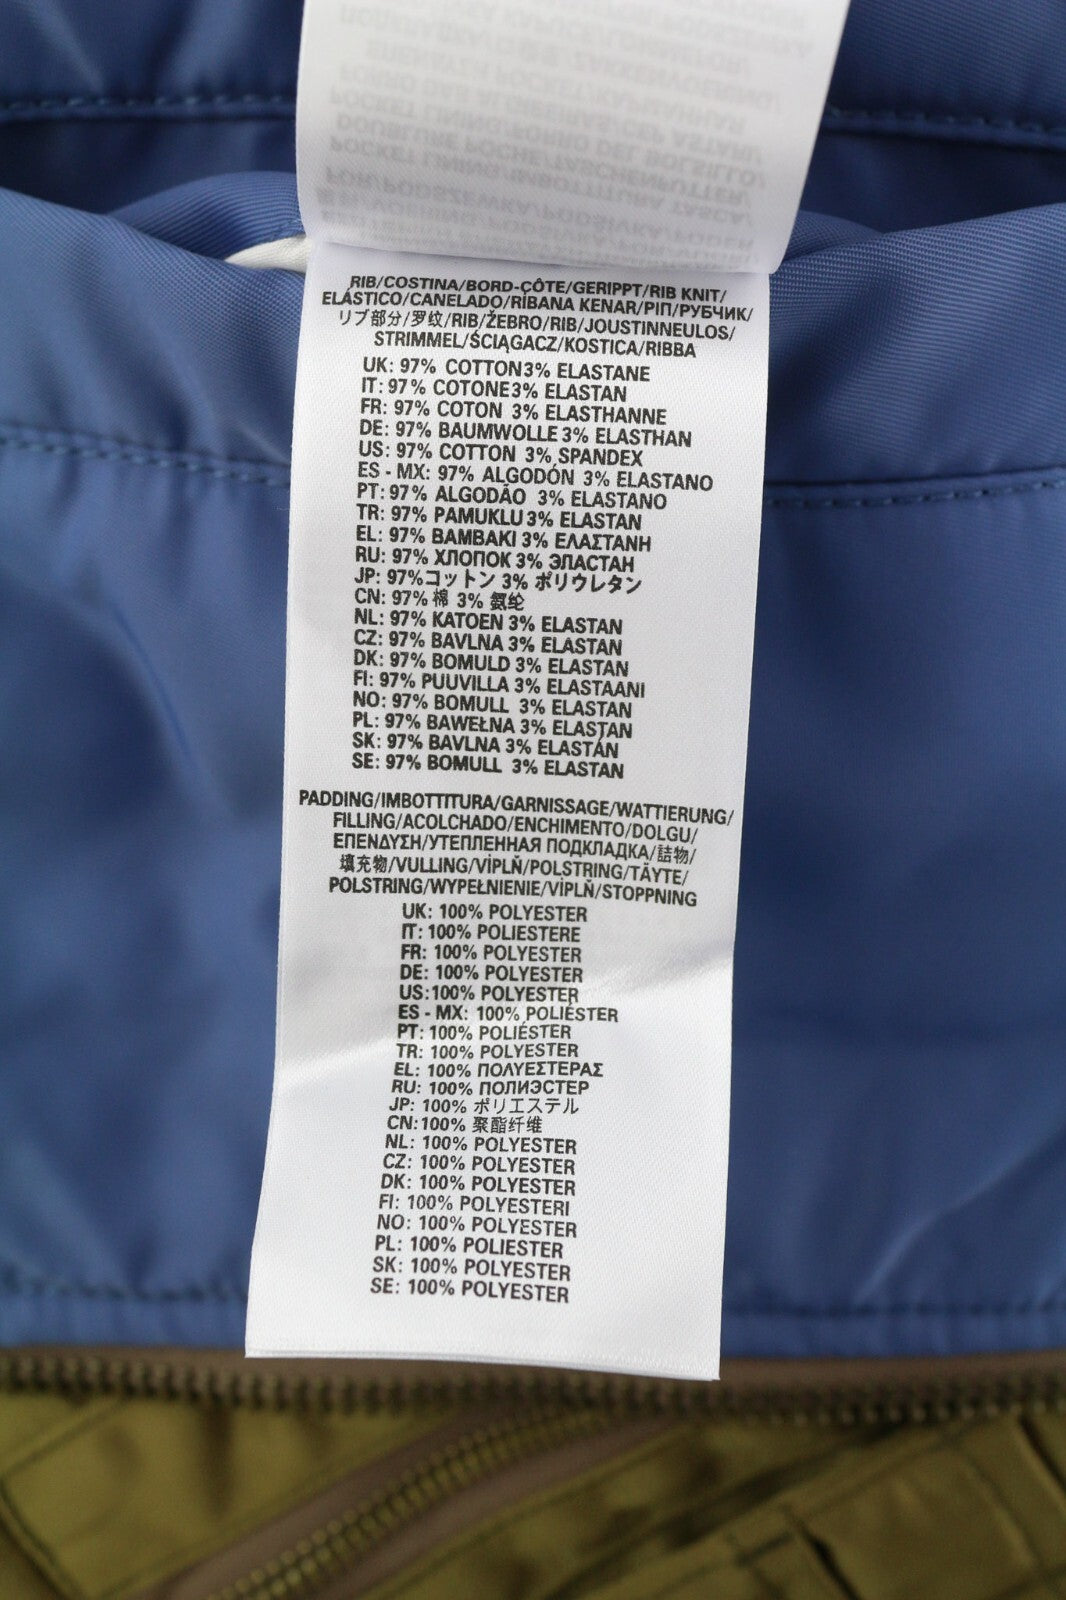 RIB/COSTINA/BORD-CÔTE/GERIPPT/RIB KNIT/
ELÁSTICO/CANELADO/RİBANA KENAR/ΡΙΠ/РУБЧИК/
リブ部分/罗纹/RIB/ŽEBRO/RIB/JOUSTINNEULOS/
STRIMMEL/ŚCIĄGACZ/KOSTICA/RIBBA
UK: 97% COTTON3% ELASTANE
IT: 97% COTONE3% ELASTAN
FR: 97% COTON 3% ELASTHANNE
DE: 97% BAUMWOLLE 3% ELASTHAN
US: 97% COTTON 3% SPANDEX
ES - MX: 97% ALGODÓN 3% ELASTANO
PT: 97% ALGODÃO 3% ELASTANO
TR: 97% PAMUKLU 3% ELASTAN
EL: 97% ΒΑΜΒΑΚΙ 3% ΕΛΑΣΤΑΝΗ
RU: 97% ХЛОПОК 3% ЭЛАСТАН
JP: 97%コットン 3% ポリウレタン
CN: 97% 棉 3% 氨纶
NL: 97% KATOEN 3% ELASTAN
CZ: 97% BAVLNA 3% ELASTAN
DK: 97% BOMULD 3% ELASTAN
FI: 97% PUUVILLA 3% ELASTAANI
NO: 97% BOMULL 3% ELASTAN
PL: 97% BAWEŁNA 3% ELASTAN
SK: 97% BAVLNA 3% ELASTÁN
SE: 97% BOMULL 3% ELASTAN
PADDING/IMBOTTITURA/GARNISSAGE/WATTIERUNG/
FILLING/ACOLCHADO/ENCHIMENTO/DOLGU/
ΕΠΕΝΔΥΣΗ/УТЕПЛЕННАЯ ПОДКЛАДКА/詰物/
填充物/VULLING/VÍPLŇ/POLSTRING/TÄYTE/
POLSTRING/WYPEŁNIENIE/VÍPLŇ/STOPPNING
UK: 100% POLYESTER
IT: 100% POLIESTERE
FR: 100% POLYESTER
DE: 100% POLYESTER
US:100% POLYESTER
ES - MX: 100% POLIÉSTER
PT: 100% POLIÉSTER
TR: 100% POLYESTER
EL: 100% ΠΟΛΥΕΣΤΕΡΑΣ
RU: 100% ПОЛИЭСТЕР
JP: 100% ポリエステル
CN:100% 聚酯纤维
NL: 100% POLYESTER
CZ: 100% POLYESTER
DK: 100% POLYESTER
FI: 100% POLYESTERI
NO: 100% POLYESTER
PL: 100% POLIESTER
SK: 100% POLYESTER
SE: 100% POLYESTER